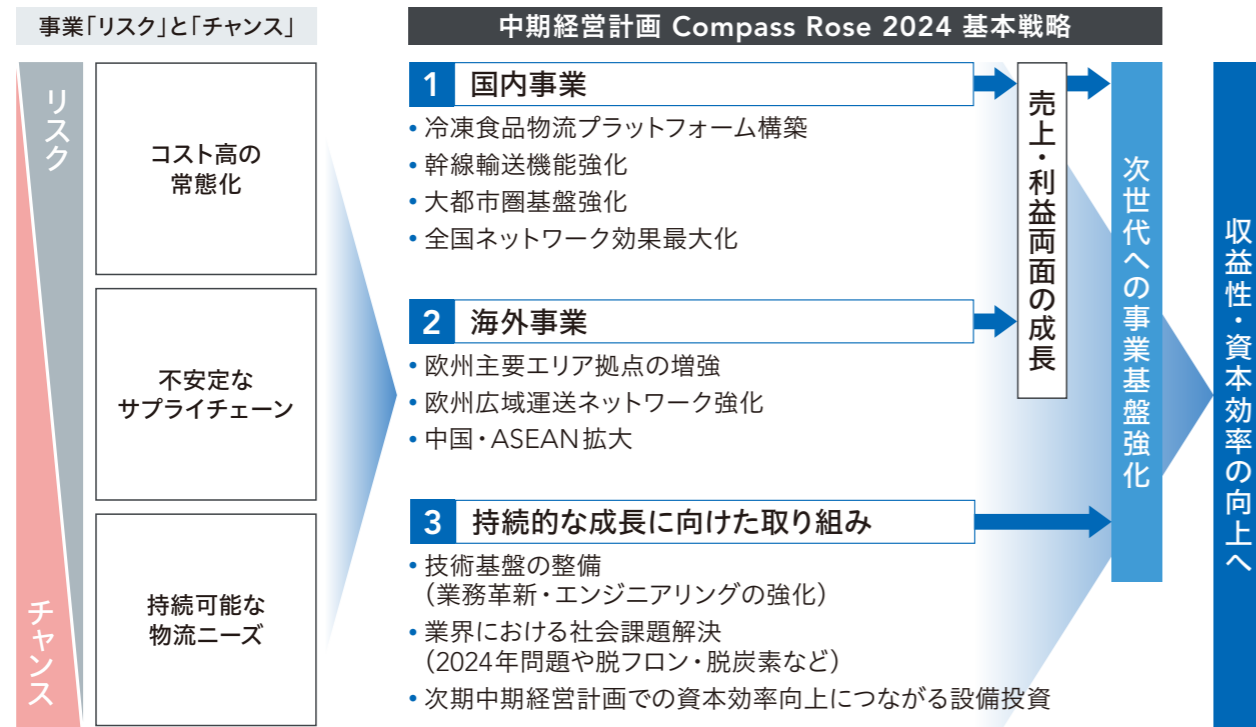 事業「リスク」と「チャンス」
リスク
チャンス
コスト高の
常態化
不安定な
サプライチェーン
持続可能な
物流ニーズ
中期経営計画 Compass Rose 2024 基本戦略
1 国内事業
• 冷凍食品物流プラットフォーム構築
• 幹線輸送機能強化
• 大都市圏基盤強化
• 全国ネットワーク効果最大化
2 海外事業
• 欧州主要エリア拠点の増強
• 欧州広域運送ネットワーク強化
• 中国・ASEAN拡大
3 持続的な成長に向けた取り組み
• 技術基盤の整備
（業務革新・エンジニアリングの強化）
• 業界における社会課題解決
（2024年問題や脱フロン・脱炭素など）
• 次期中期経営計画での資本効率向上につながる設備投資
売上・利益両面の成長
次世代への事業基盤強化
収益性・資本効率の向上へ